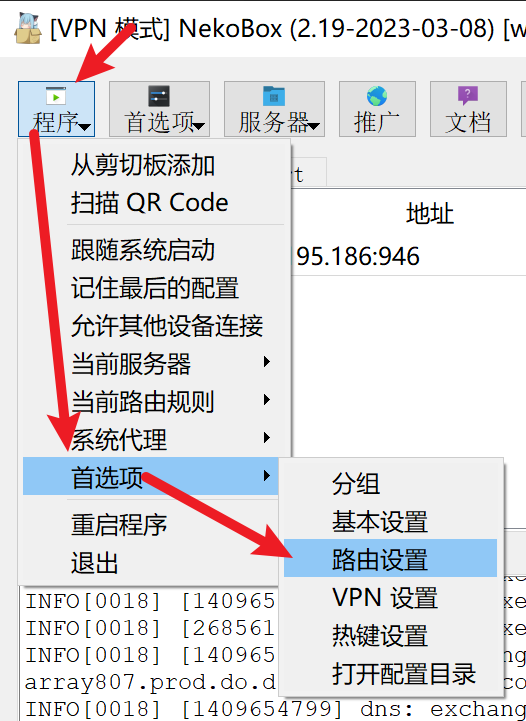 [VPN 模式] NekoBox (2.19-2023-03-08) [w
程序 首选项 服务器 推广 文档
从剪切板添加
扫描 QR Code
地址
跟随系统启动 95.186:946
记住最后的配置
允许其他设备连接
当前服务器
当前路由规则
系统代理
首选项
重启程序
退出
分组
基本设置
路由设置
VPN 设置
热键设置
打开配置目录
INFO[0018] [140965
INFO[0018] [268561
INFO[0018] [140965
array807.prod.do.d
INFO[0018] [1409654799] dns: exchang